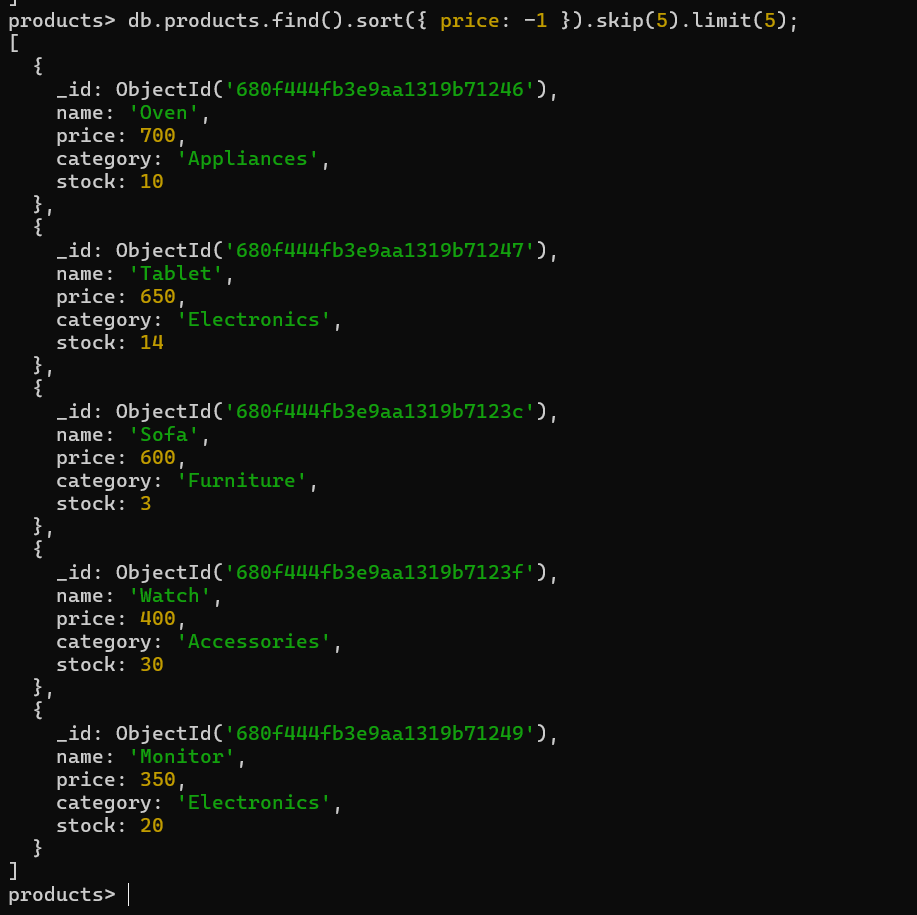 ]
products> db.products.find().sort({ price: -1 }).skip(5).limit(5);
[
  {
    _id: ObjectId('680f444fb3e9aa1319b71246'),
    name: 'Oven',
    price: 700,
    category: 'Appliances',
    stock: 10
  },
  {
    _id: ObjectId('680f444fb3e9aa1319b71247'),
    name: 'Tablet',
    price: 650,
    category: 'Electronics',
    stock: 14
  },
  {
    _id: ObjectId('680f444fb3e9aa1319b7123c'),
    name: 'Sofa',
    price: 600,
    category: 'Furniture',
    stock: 3
  },
  {
    _id: ObjectId('680f444fb3e9aa1319b7123f'),
    name: 'Watch',
    price: 400,
    category: 'Accessories',
    stock: 30
  },
  {
    _id: ObjectId('680f444fb3e9aa1319b71249'),
    name: 'Monitor',
    price: 350,
    category: 'Electronics',
    stock: 20
  }
]
products>